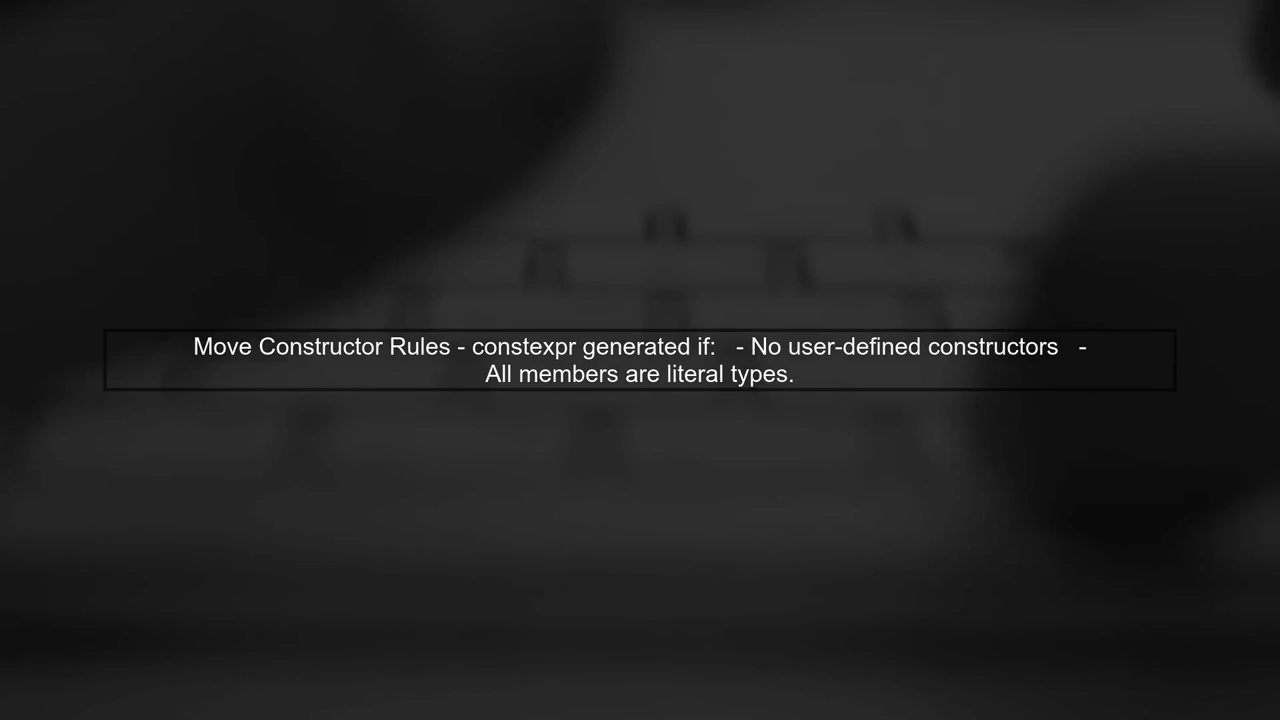 Move Constructor Rules - constexpr generated if:   - No user-defined constructors   -
All members are literal types.